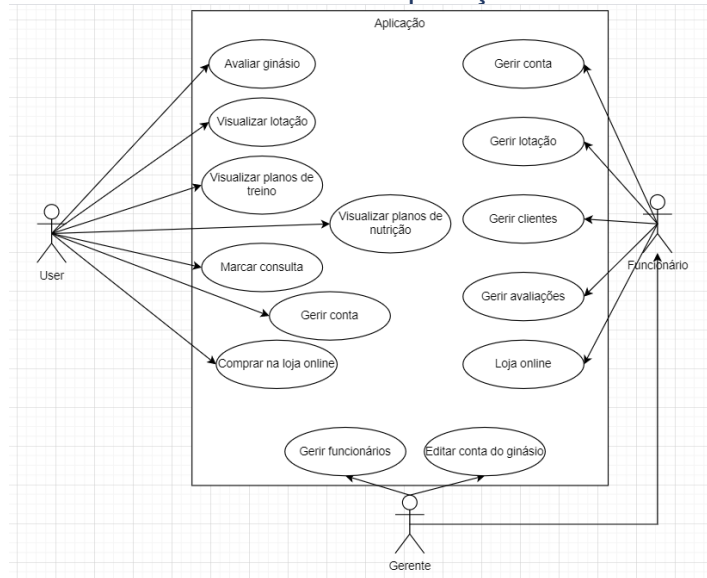 Aplicação
Avaliar ginásio
Gerir conta
Visualizar lotação
Gerir lotação
Visualizar planos de
treino
Visualizar planos de
nutrição
Gerir clientes
User
Funcionário
Marcar consulta
Gerir conta
Gerir avaliações
Comprar na loja online
Loja online
Gerir funcionários
Editar conta do ginásio
Gerente